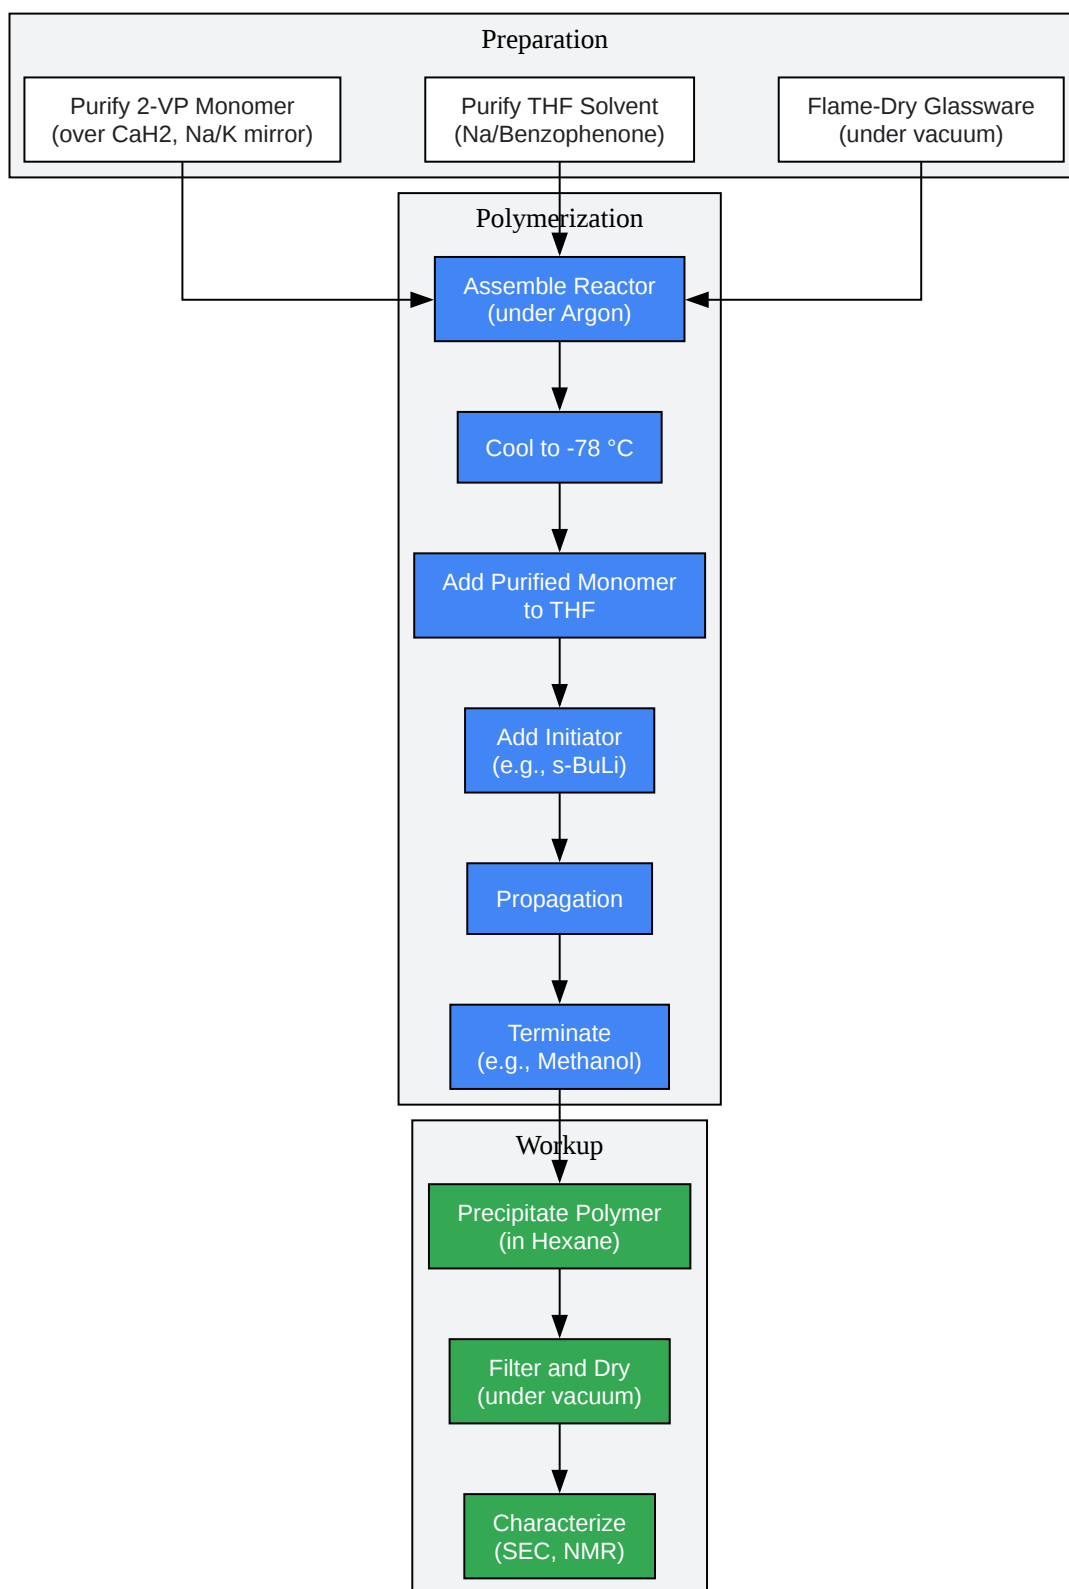 Preparation
Purify 2-VP Monomer
(over CaH2, Na/K mirror)
Purify THF Solvent
(Na/Benzophenone)
Flame-Dry Glassware
(under vacuum)
Polymerization
Assemble Reactor
(under Argon)
Cool to -78 °C
Add Purified Monomer
to THF
Add Initiator
(e.g., s-BuLi)
Propagation
Terminate
(e.g., Methanol)
Workup
Precipitate Polymer
(in Hexane)
Filter and Dry
(under vacuum)
Characterize
(SEC, NMR)